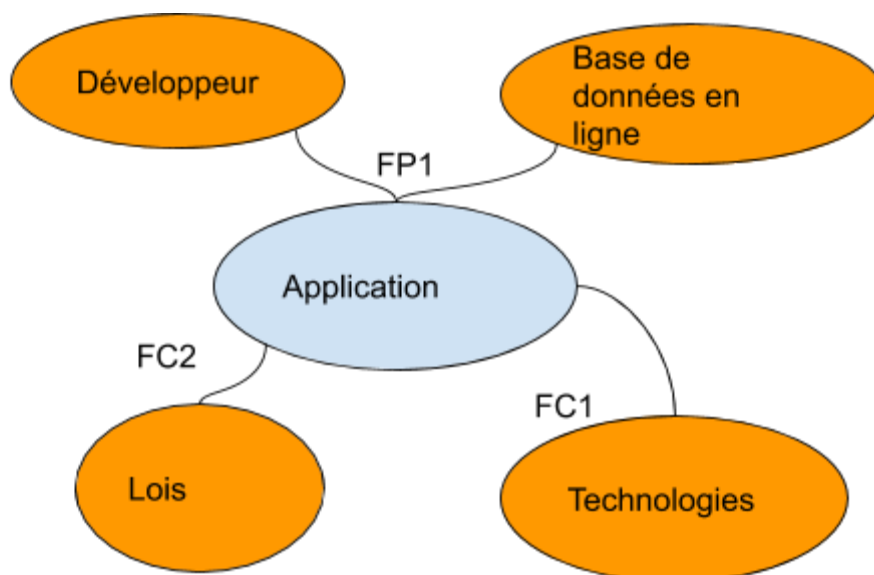 Développeur
Base de
données en
ligne
FP1
Application
FC2
FC1
Lois
Technologies